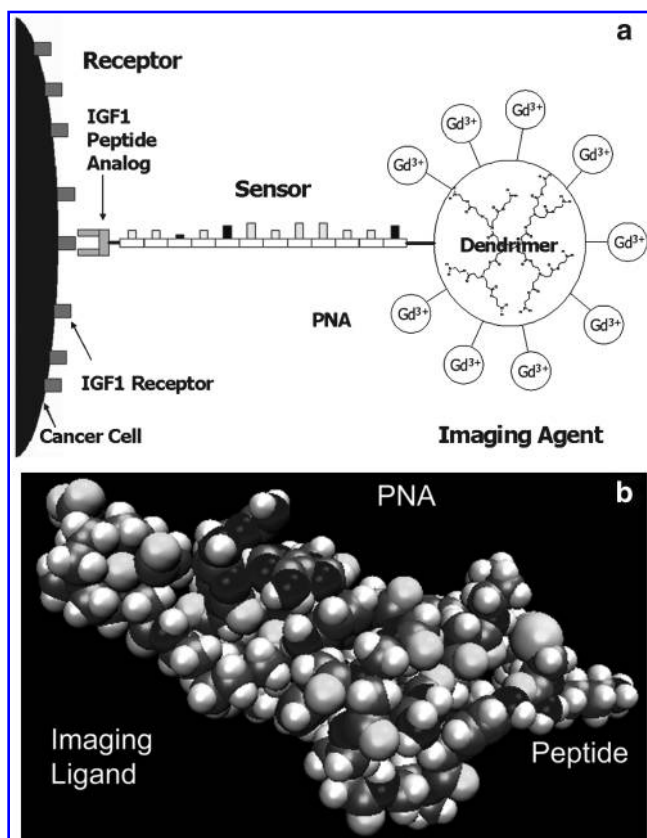 a
Receptor
IGF1
Peptide
Analog
Sensor
PNA
IGF1 Receptor
Cancer Cell
Gd3+
Gd3+
Gd3+
Gd3+
Gd3+
Gd3+
Gd3+
Gd3+
Gd3+
Gd3+
Dendrimer
Imaging Agent
b
PNA
Imaging
Ligand
Peptide